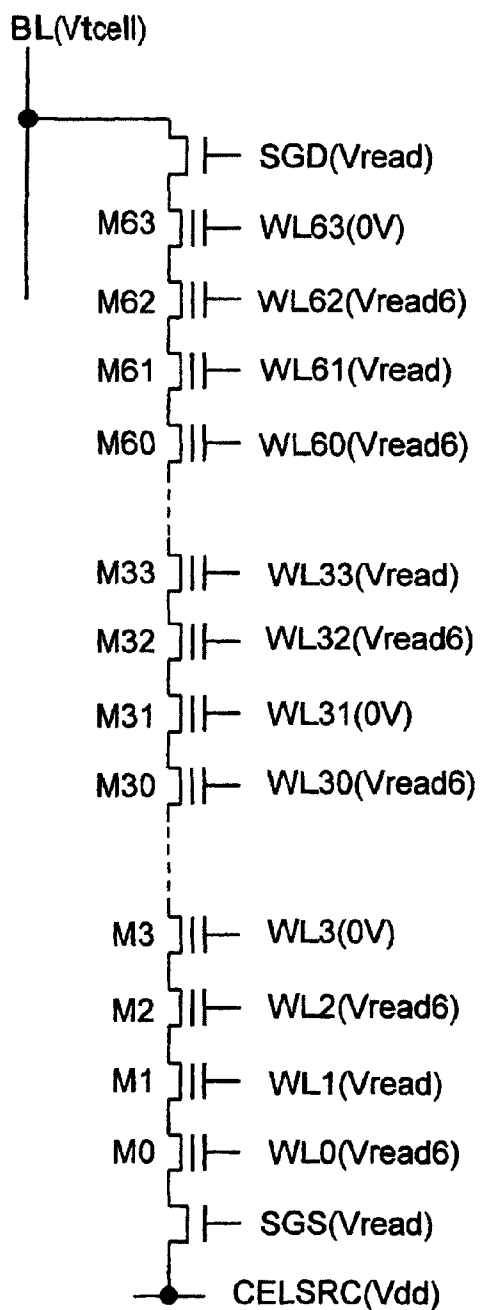 BL(Vtcell)
SGD(Vread)
M63 WL63(0V)
M62 WL62(Vread6)
M61 WL61(Vread)
M60 WL60(Vread6)
M33 WL33(Vread)
M32 WL32(Vread6)
M31 WL31(0V)
M30 WL30(Vread6)
M3 WL3(0V)
M2 WL2(Vread6)
M1 WL1(Vread)
M0 WL0(Vread6)
SGS(Vread)
CELSRC(Vdd)